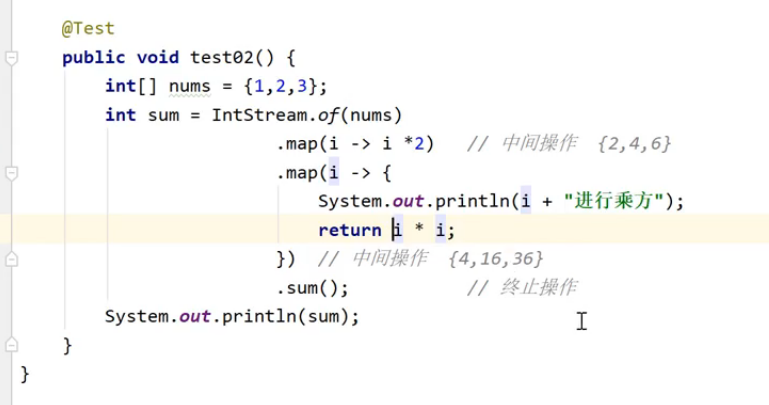 @Test
public void test02() {
int[] nums = {1,2,3};
int sum = IntStream.of(nums)
.map(i -> i *2)   // 中间操作  {2,4,6}
.map(i -> {
System.out.println(i + "进行乘方");
return i * i;
})  // 中间操作  {4,16,36}
.sum();           // 终止操作
System.out.println(sum);
}
}